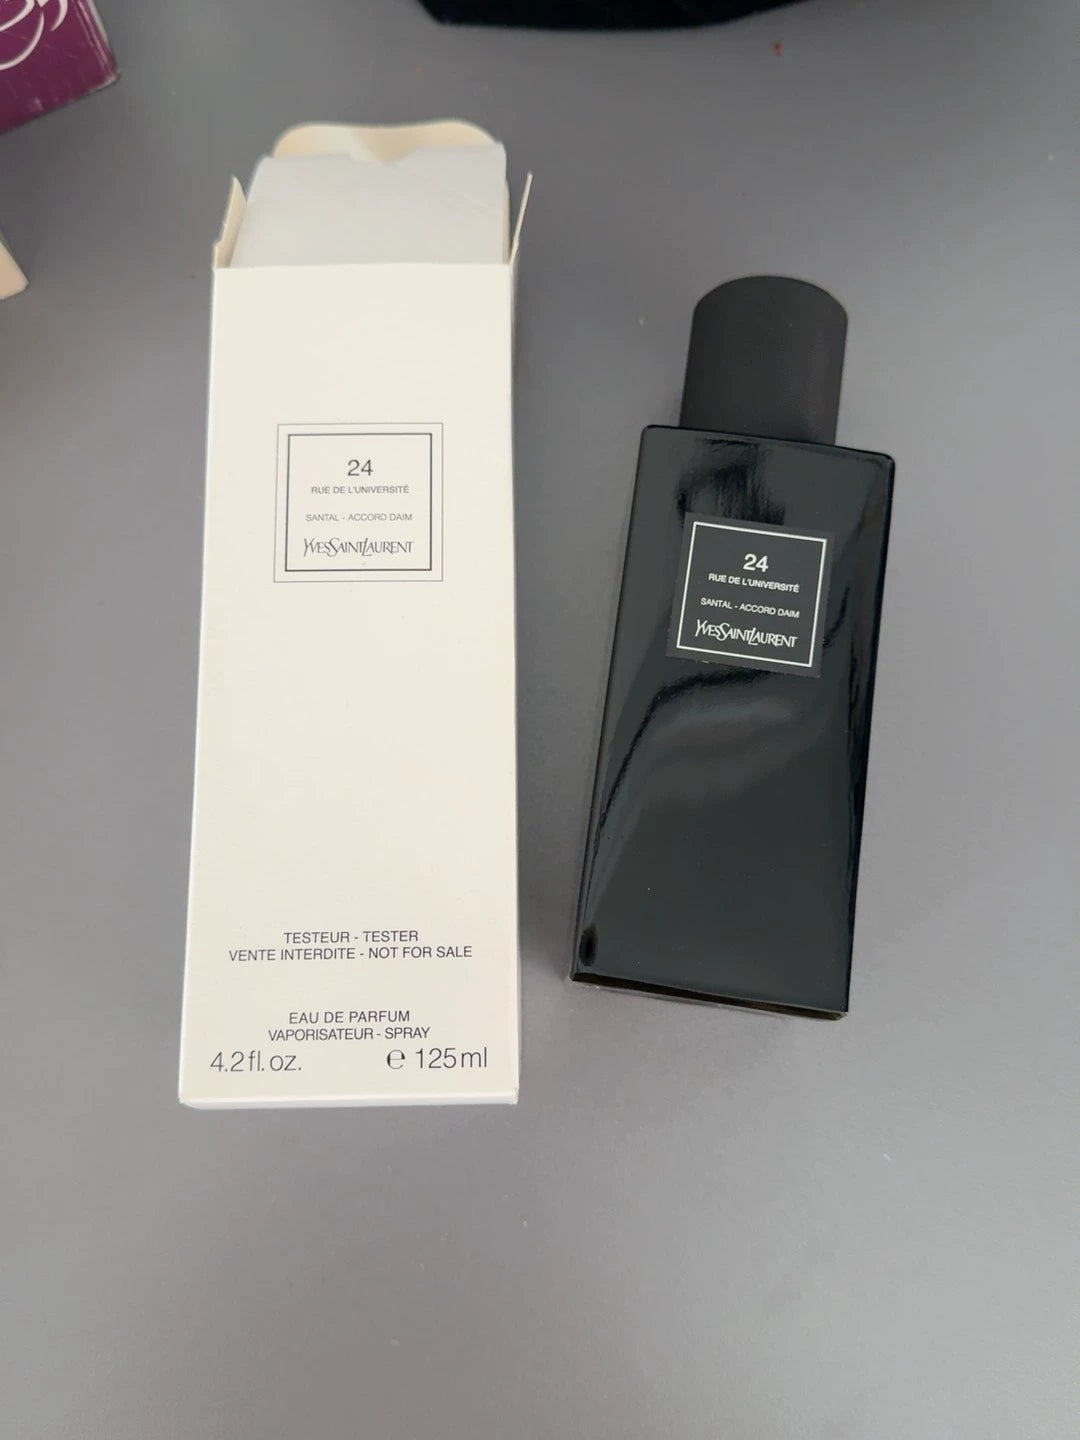 24
RUE DE L'UNIVERSITÉ
SANTAL - ACCORD DAIM
YVESSAINTLAURENT
TESTEUR - TESTER
VENTE INTERDITE - NOT FOR SALE
EAU DE PARFUM
VAPORISATEUR - SPRAY
4.2 fl. oz. ℮ 125 ml
24
RUE DE L'UNIVERSITÉ
SANTAL - ACCORD DAIM
YVESSAINTLAURENT